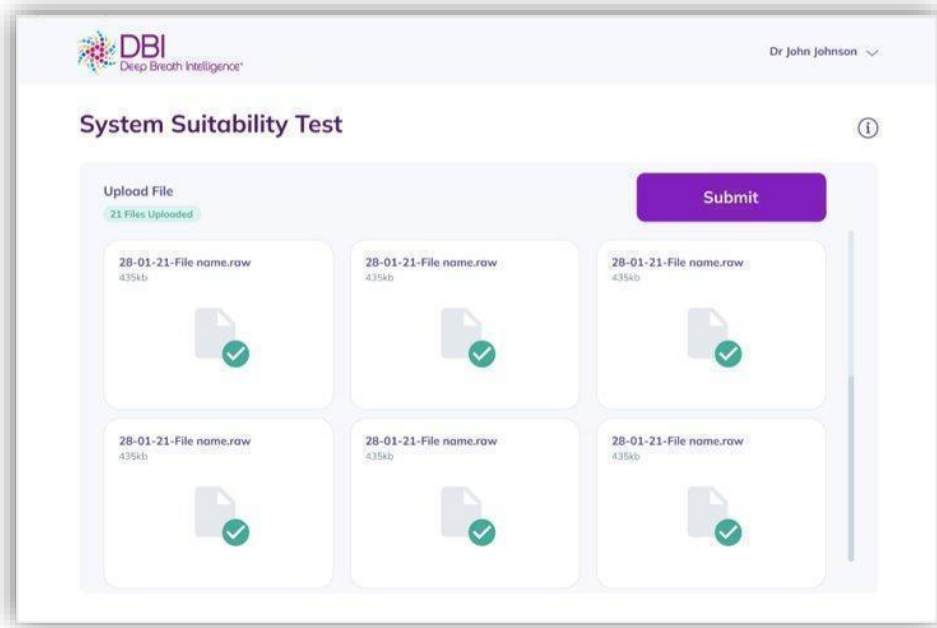 DBI
Deep Breath Intelligence®
Dr John Johnson
System Suitability Test
Upload File
21 Files Uploaded
Submit
28-01-21-File name.raw
435kb
28-01-21-File name.raw
435kb
28-01-21-File name.raw
435kb
28-01-21-File name.raw
435kb
28-01-21-File name.raw
435kb
28-01-21-File name.raw
435kb